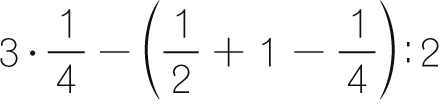 3 · 1/4 − (1/2 + 1 − 1/4) : 2